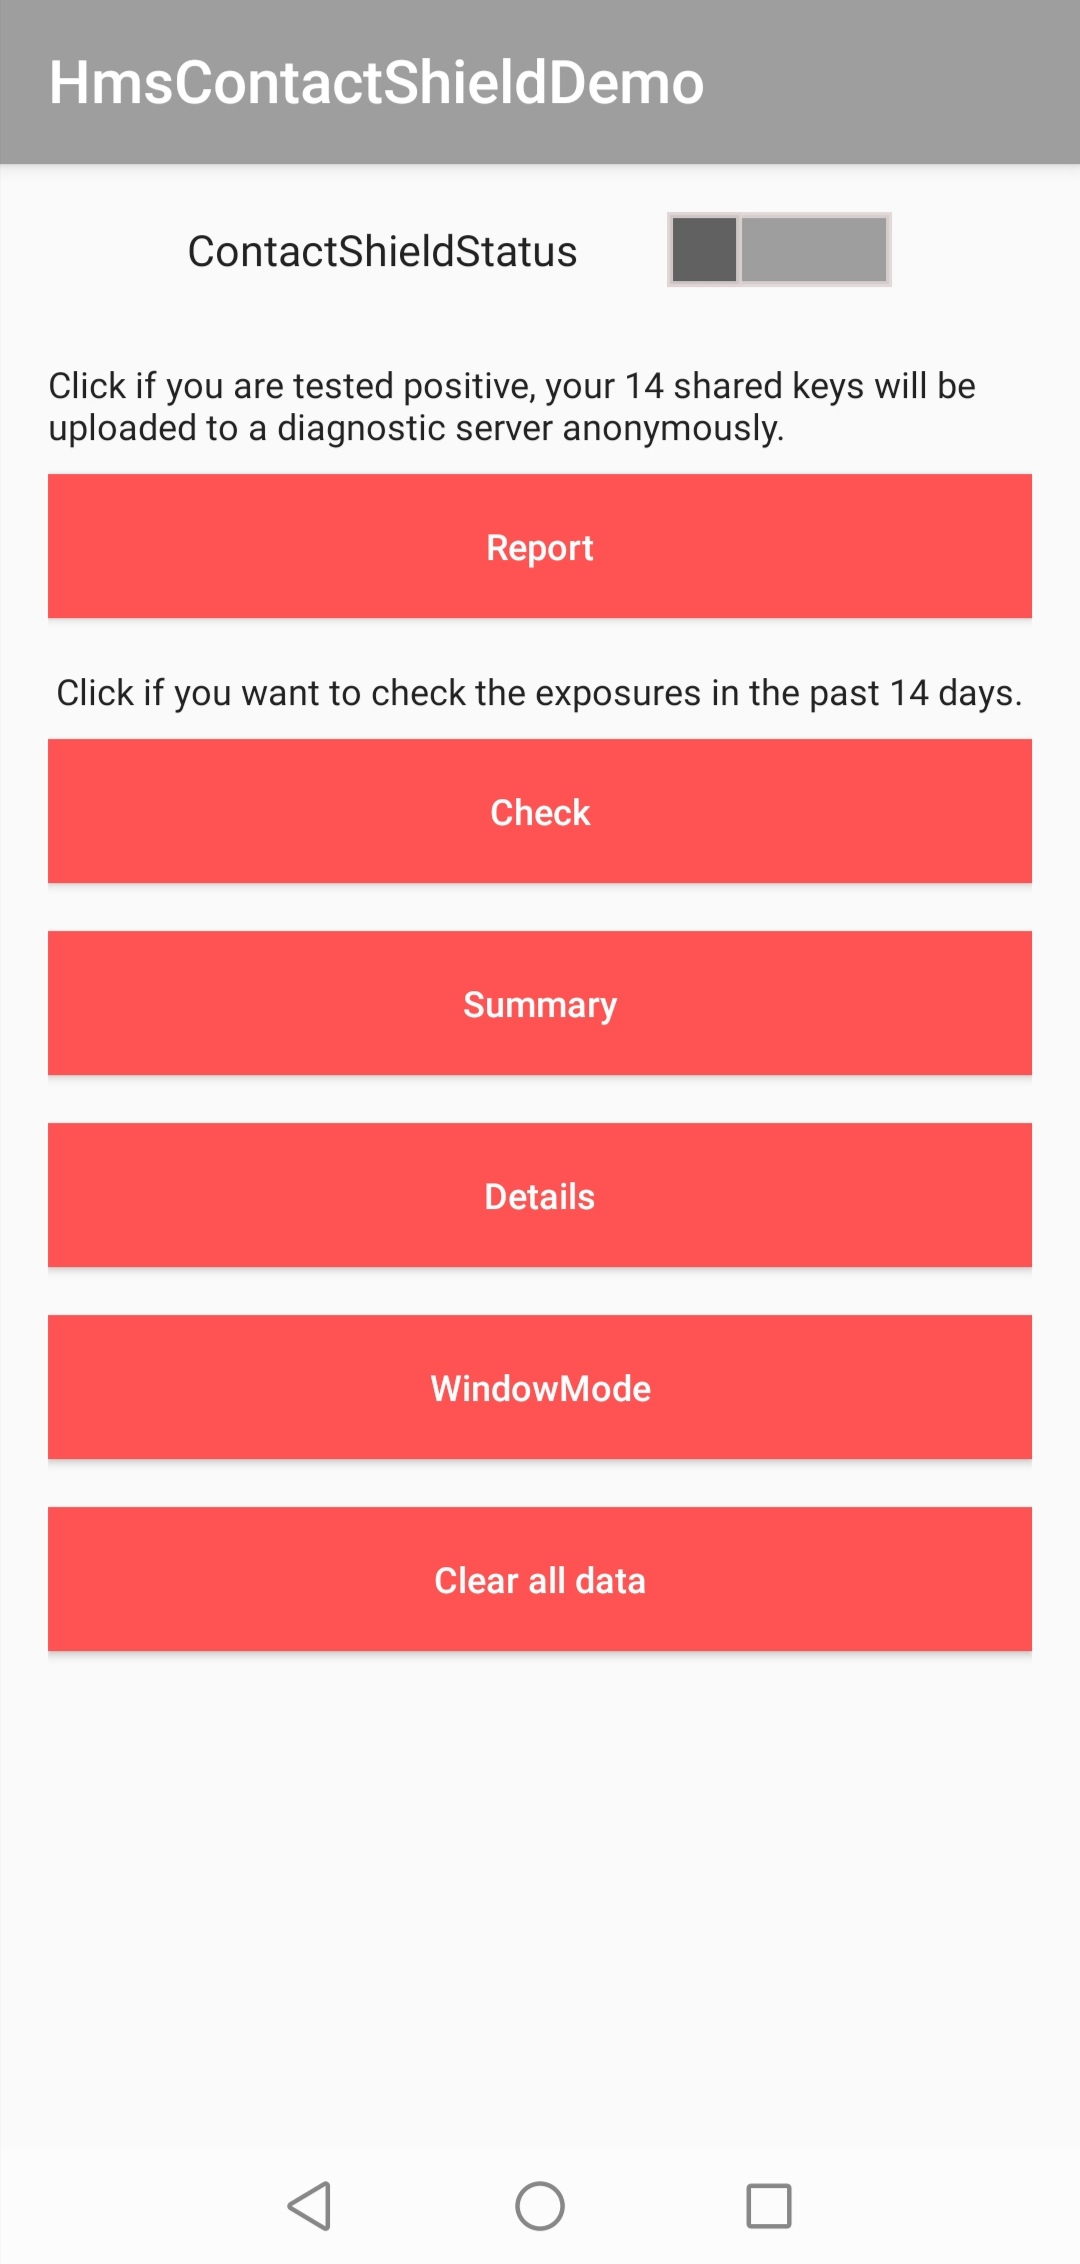 HmsContactShieldDemo
ContactShieldStatus
Click if you are tested positive, your 14 shared keys will be
uploaded to a diagnostic server anonymously.
Report
Click if you want to check the exposures in the past 14 days.
Check
Summary
Details
WindowMode
Clear all data